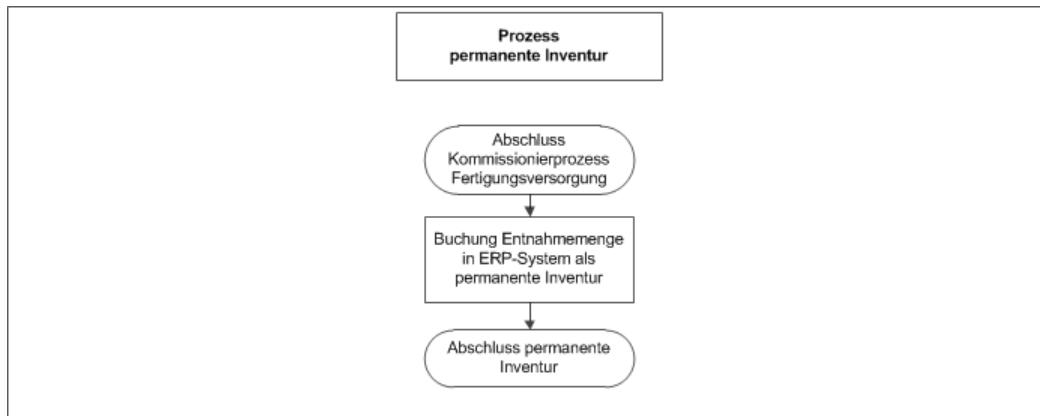 Prozess
permanente Inventur
Abschluss
Kommissionierprozess
Fertigungsversorgung
Buchung Entnahmemenge
in ERP-System als
permanente Inventur
Abschluss permanente
Inventur